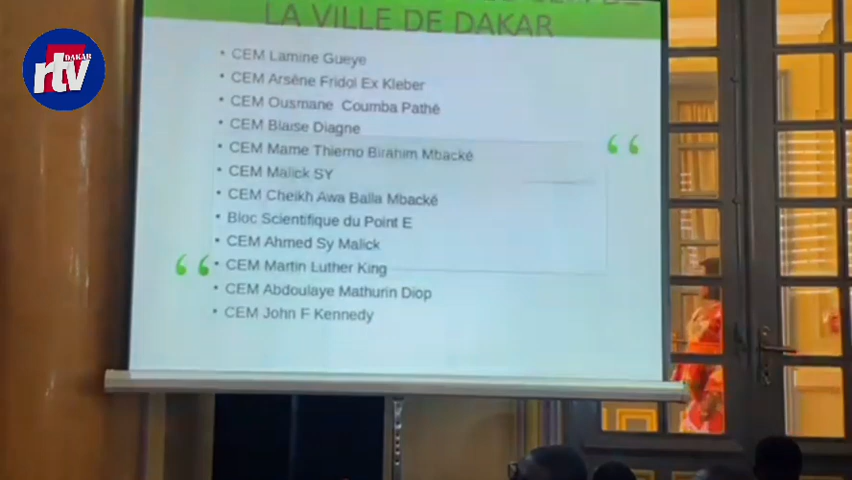 DAKAR
rtv
LA VILLE DE DAKAR
• CEM Lamine Gueye
• CEM Arsène Fridoi Ex Kleber
• CEM Ousmane Coumba Pathé
• CEM Blaise Diagne
• CEM Mame Thierno Birahim Mbacké
• CEM Malick SY
• CEM Cheikh Awa Balla Mbacké
• Bloc Scientifique du Point E
• CEM Ahmed Sy Malick
• CEM Martin Luther King
• CEM Abdoulaye Mathurin Diop
• CEM John F Kennedy